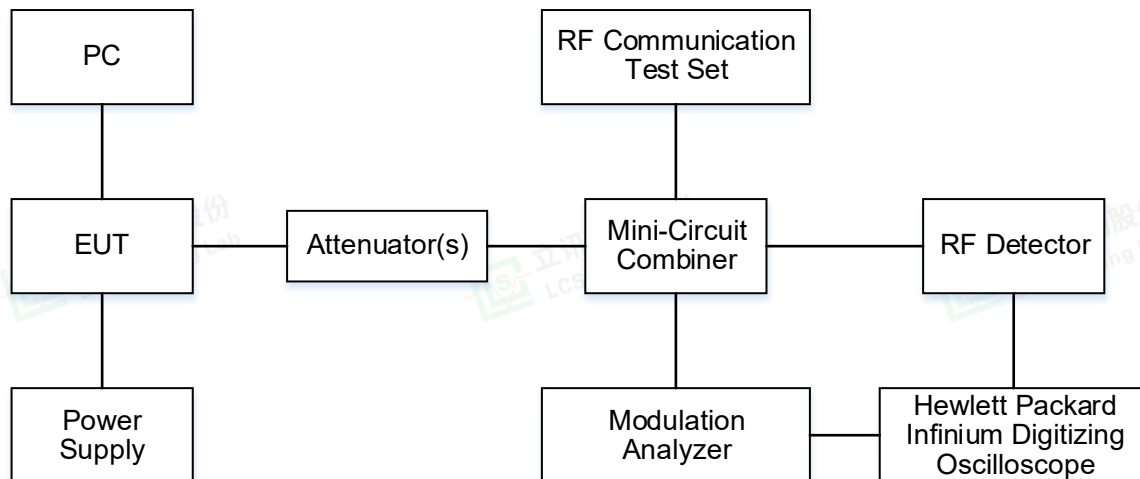 PC
RF Communication
Test Set
EUT
Attenuator(s)
Mini-Circuit
Combiner
RF Detector
Power
Supply
Modulation
Analyzer
Hewlett Packard
Infinium Digitizing
Oscilloscope